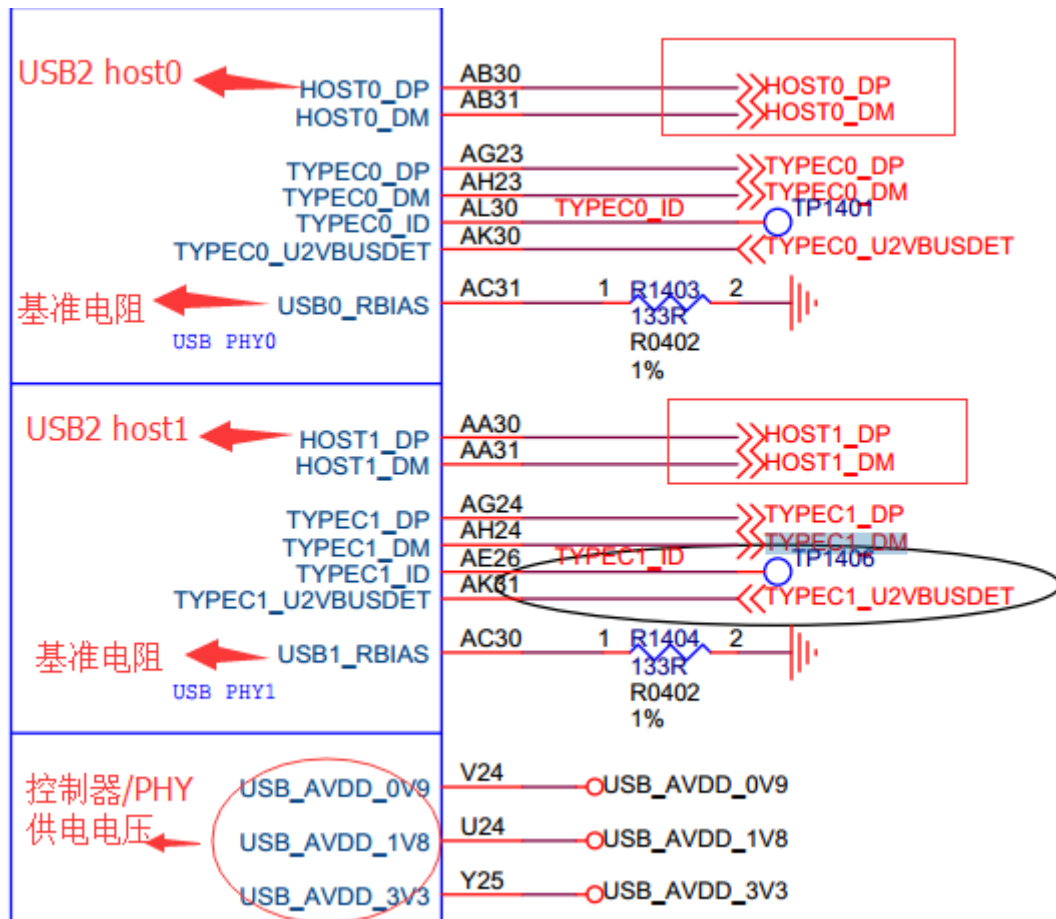 USB2 host0
HOST0_DP AB30 HOST0_DP
HOST0_DM AB31 HOST0_DM
TYPEC0_DP AG23 TYPEC0_DP
TYPEC0_DM AH23 TYPEC0_DM
TYPEC0_ID AL30 TYPEC0_ID TP1401
TYPEC0_U2VBUSDET AK30 TYPEC0_U2VBUSDET
基准电阻 USB0_RBIAS AC31 1 R1403 2
133R
USB PHY0 R0402
1%
USB2 host1
HOST1_DP AA30 HOST1_DP
HOST1_DM AA31 HOST1_DM
TYPEC1_DP AG24 TYPEC1_DP
TYPEC1_DM AH24 TYPEC1_DM
TYPEC1_ID AE26 TYPEC1_ID TP1406
TYPEC1_U2VBUSDET AK31 TYPEC1_U2VBUSDET
基准电阻 USB1_RBIAS AC30 1 R1404 2
133R
USB PHY1 R0402
1%
控制器/PHY
供电电压
USB_AVDD_0V9 V24 USB_AVDD_0V9
USB_AVDD_1V8 U24 USB_AVDD_1V8
USB_AVDD_3V3 Y25 USB_AVDD_3V3